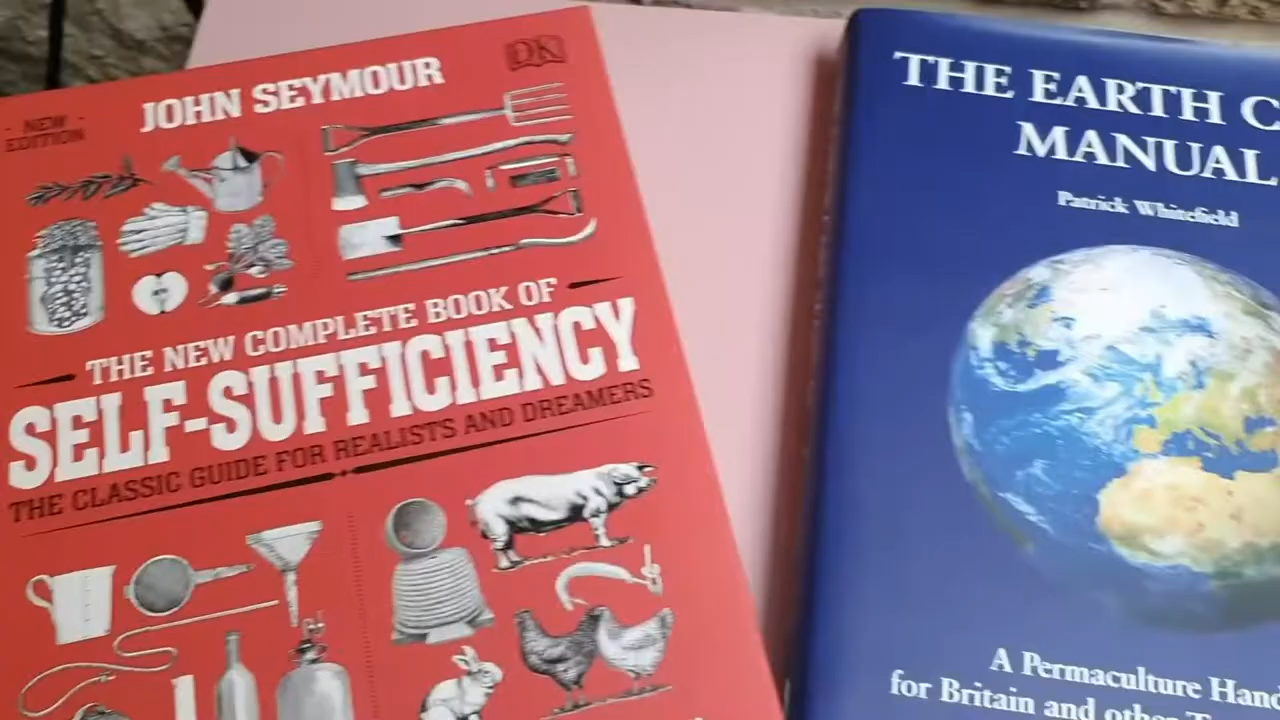 JOHN SEYMOUR
DK
NEW
EDITION
THE NEW COMPLETE BOOK OF
SELF-SUFFICIENCY
THE CLASSIC GUIDE FOR REALISTS AND DREAMERS
THE EARTH C
MANUAL
Patrick Whitefield
A Permaculture Hand
for Britain and other T